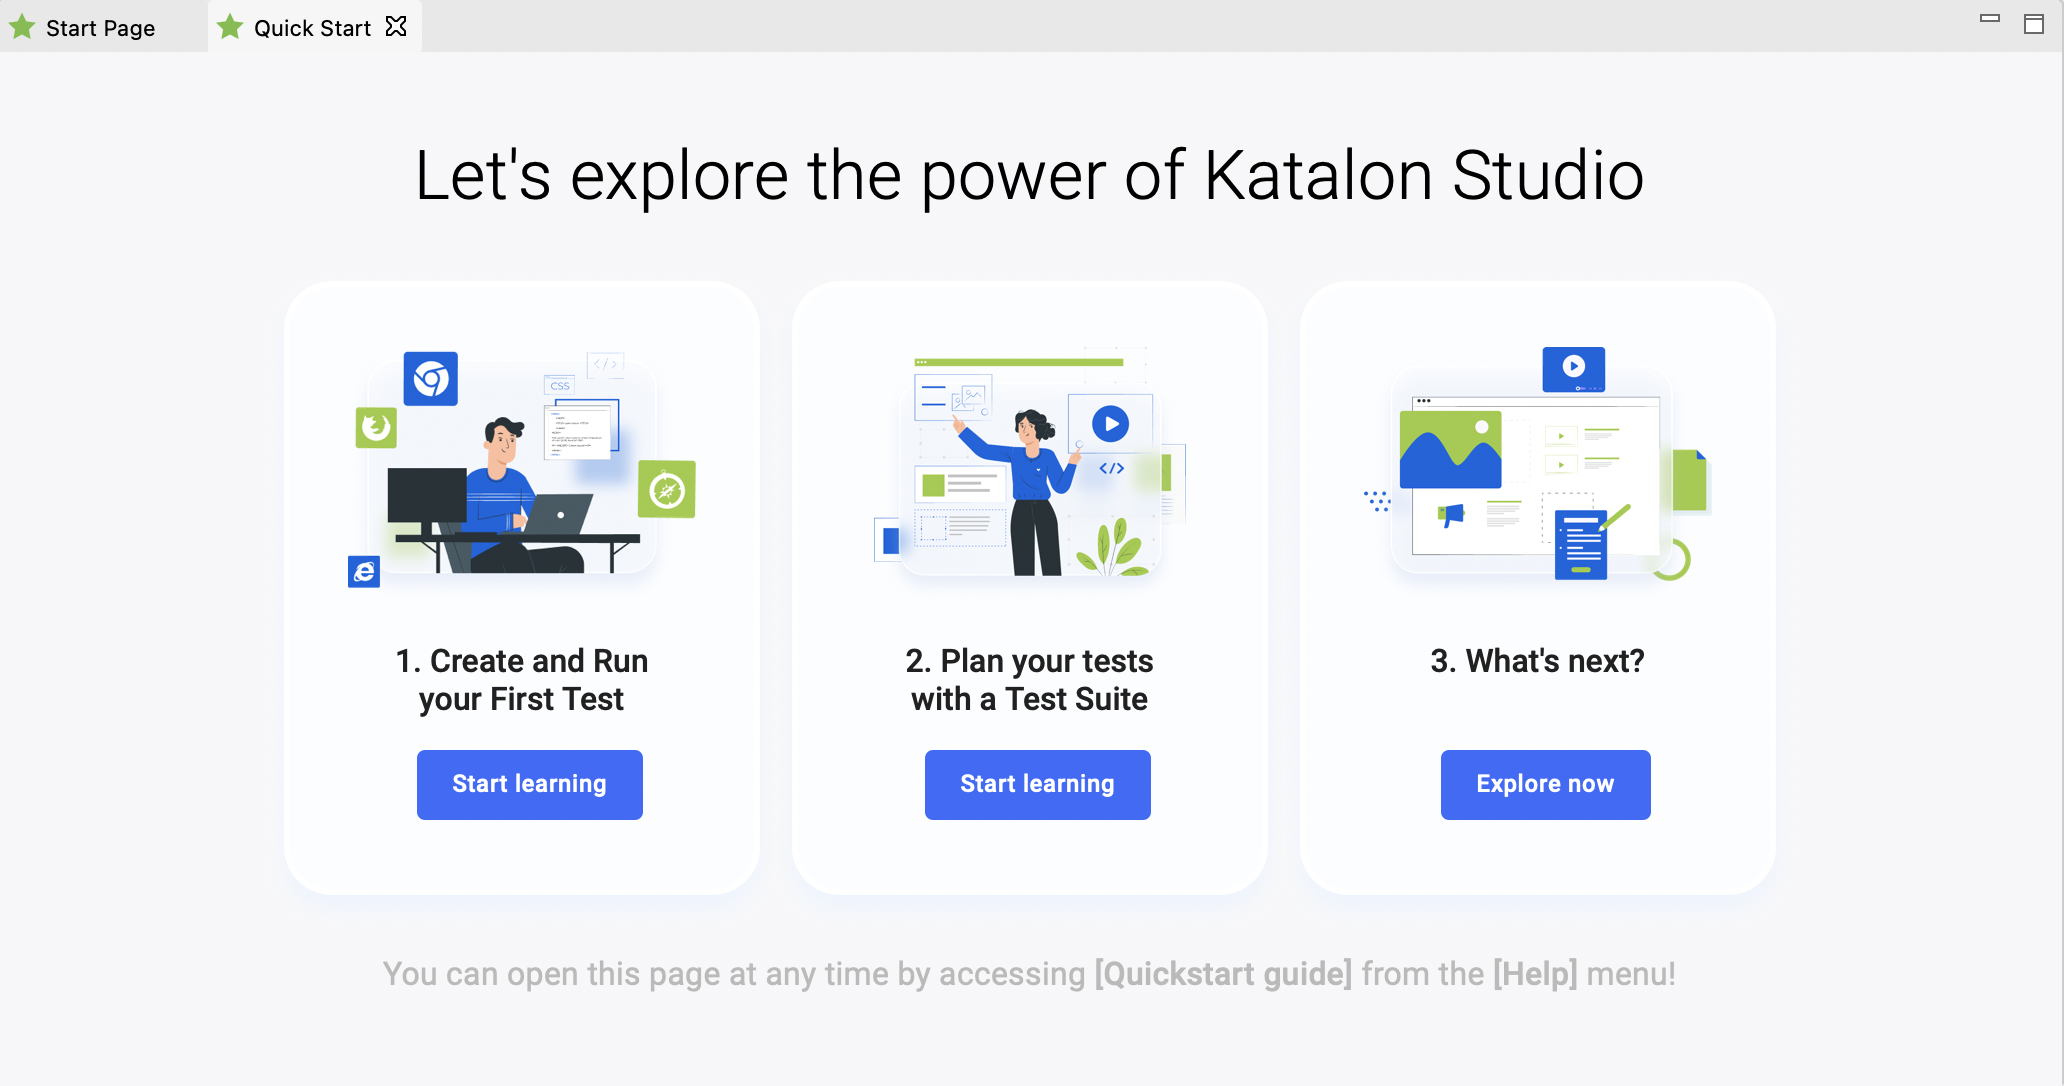 Start Page
Quick Start
Let's explore the power of Katalon Studio
CSS
</>
</>
1. Create and Run
your First Test
Start learning
2. Plan your tests
with a Test Suite
Start learning
3. What's next?
Explore now
You can open this page at any time by accessing [Quickstart guide] from the [Help] menu!